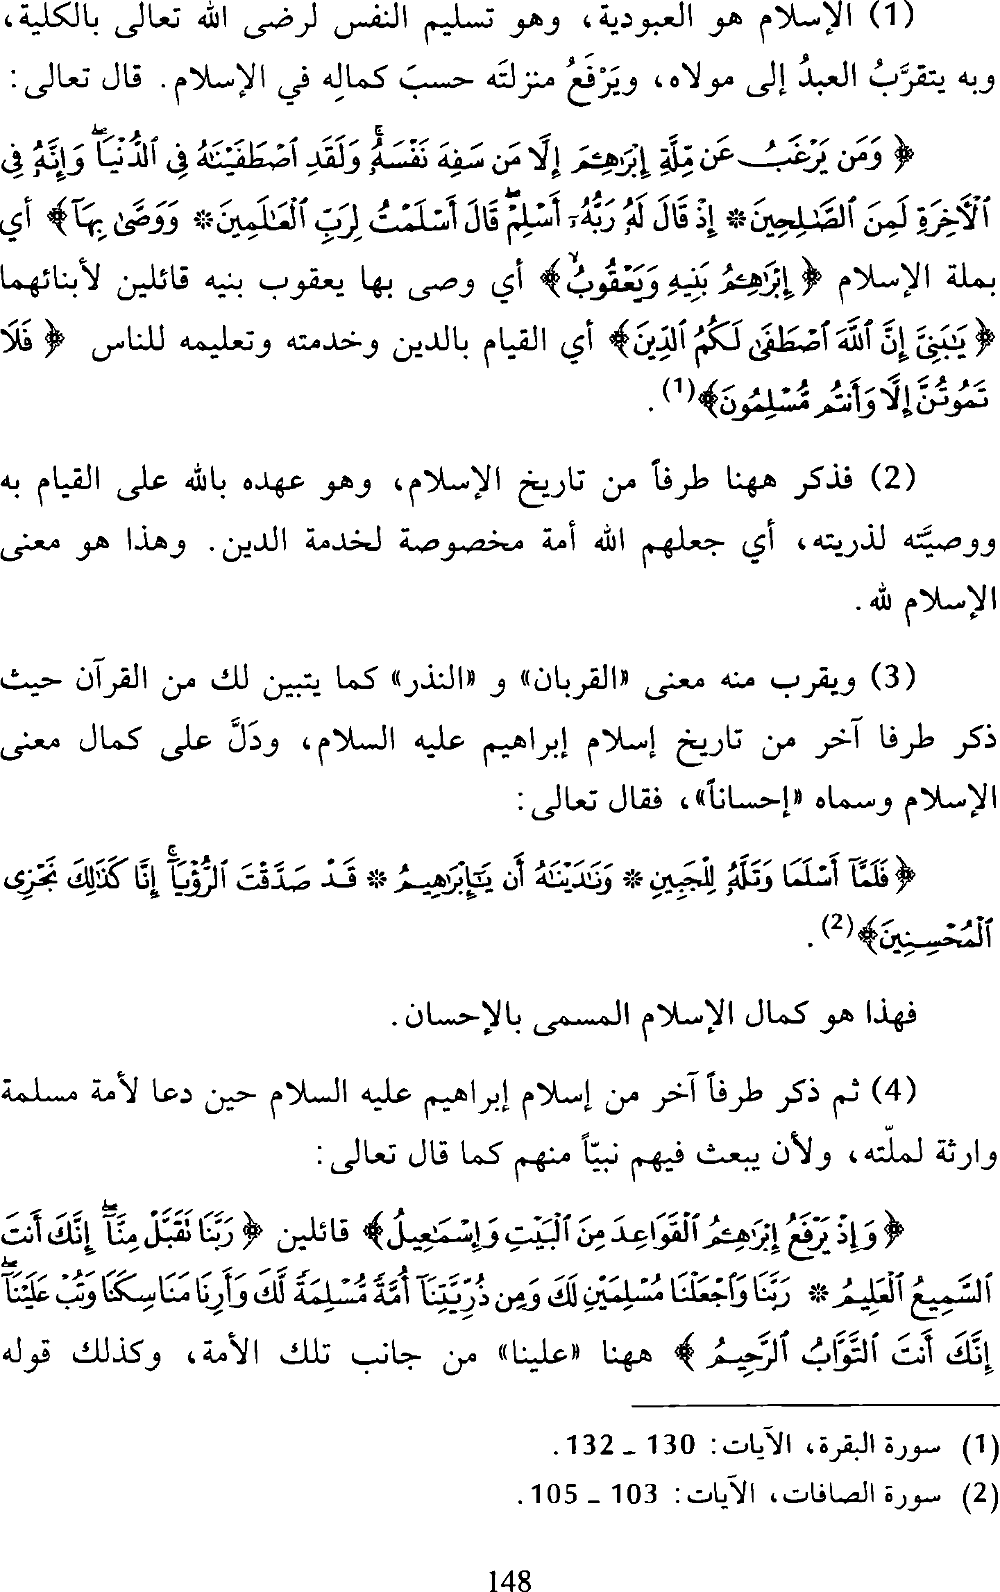 (1) الإسلام هو العبودية، وهو تسليم النفس لرضى الله تعالى بالكلية،
وبه يتقرَّبُ العبدُ إلى مولاه، ويَرْفَعُ منزلتَه حسبَ كمالِه في الإسلام. قال تعالى:
﴿ وَمَن يَرْغَبُ عَن مِّلَّةِ إِبْرَٰهِـۧمَ إِلَّا مَن سَفِهَ نَفْسَهُۥۚ وَلَقَدِ ٱصْطَفَيْنَـٰهُ فِى ٱلدُّنْيَاۖ وَإِنَّهُۥ فِى
ٱلْأَخِرَةِ لَمِنَ ٱلصَّـٰلِحِينَ * إِذْ قَالَ لَهُۥ رَبُّهُۥٓ أَسْلِمْۖ قَالَ أَسْلَمْتُ لِرَبِّ ٱلْعَـٰلَمِينَ * وَوَصَّىٰ بِهَآ ﴾ أي
بملة الإسلام ﴿ إِبْرَٰهِـۧمُ بَنِيهِ وَيَعْقُوبُۙ ﴾ أي وصى بها يعقوب بنيه قائلين لأبنائهما
﴿ يَـٰبَنِىَّ إِنَّ ٱللَّهَ ٱصْطَفَىٰ لَكُمُ ٱلدِّينَ ﴾ أي القيام بالدين وخدمته وتعليمه للناس ﴿ فَلَا
تَمُوتُنَّ إِلَّا وَأَنتُم مُّسْلِمُونَ ﴾(1).
(2) فذكر ههنا طرفاً من تاريخ الإسلام، وهو عهده بالله على القيام به
ووصيَّته لذريته، أي جعلهم الله أمة مخصوصة لخدمة الدين. وهذا هو معنى
الإسلام لله.
(3) ويقرب منه معنى «القربان» و «النذر» كما يتبين لك من القرآن حيث
ذكر طرفا آخر من تاريخ إسلام إبراهيم عليه السلام، ودَلَّ على كمال معنى
الإسلام وسماه «إحساناً»، فقال تعالى:
﴿ فَلَمَّآ أَسْلَمَا وَتَلَّهُۥ لِلْجَبِينِ * وَنَـٰدَيْنَـٰهُ أَن يَـٰٓإِبْرَٰهِيمُ * قَدْ صَدَّقْتَ ٱلرُّؤْيَآۚ إِنَّا كَذَٰلِكَ نَجْزِى
ٱلْمُحْسِنِينَ ﴾(2).
فهذا هو كمال الإسلام المسمى بالإحسان.
(4) ثم ذكر طرفاً آخر من إسلام إبراهيم عليه السلام حين دعا لأمة مسلمة
وارثة لملّته، ولأن يبعث فيهم نبيّاً منهم كما قال تعالى:
﴿ وَإِذْ يَرْفَعُ إِبْرَٰهِـۧمُ ٱلْقَوَاعِدَ مِنَ ٱلْبَيْتِ وَإِسْمَـٰعِيلُ ﴾ قائلين ﴿ رَبَّنَا تَقَبَّلْ مِنَّآۖ إِنَّكَ أَنتَ
ٱلسَّمِيعُ ٱلْعَلِيمُ * رَبَّنَا وَٱجْعَلْنَا مُسْلِمَيْنِ لَكَ وَمِن ذُرِّيَّتِنَآ أُمَّةً مُّسْلِمَةً لَّكَ وَأَرِنَا مَنَاسِكَنَا وَتُبْ عَلَيْنَآۖ
إِنَّكَ أَنتَ ٱلتَّوَّابُ ٱلرَّحِيمُ ﴾ ههنا «علينا» من جانب تلك الأمة، وكذلك قوله
(1) سورة البقرة، الآيات: 130 ـ 132.
(2) سورة الصافات، الآيات: 103 ـ 105.
148